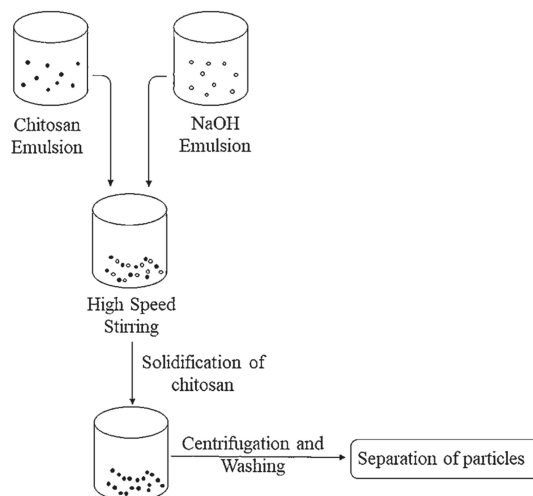 Chitosan
Emulsion
NaOH
Emulsion
High Speed
Stirring
Solidification of
chitosan
Centrifugation and
Washing
Separation of particles